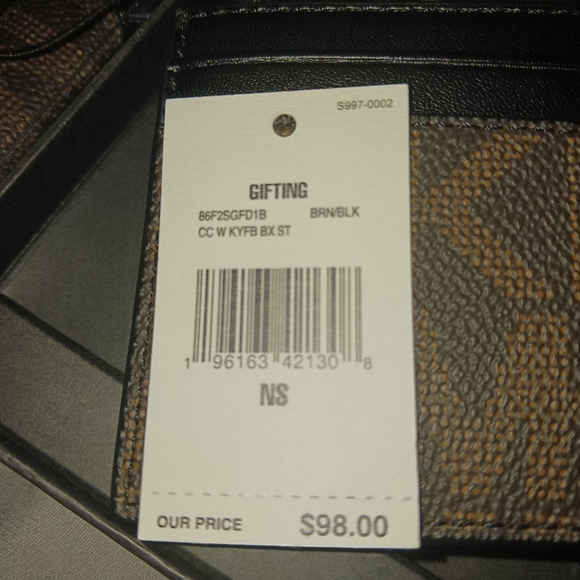 S997-0002
GIFTING
86F2SGFD1B BRN/BLK
CC W KYFB BX ST
1 96163 42130 8
NS
OUR PRICE $98.00